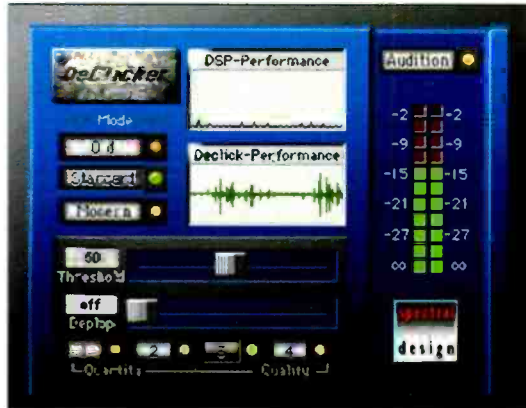 DeClicker
DSP-Performance
Audition
Mode
Old
Standard
Modern
Declick-Performance
-2 -2
-9 -9
-15 -15
-21 -21
-27 -27
∞ ∞
50
Threshold
off
Deplop
2 4
Quantity Quality
spectral
design